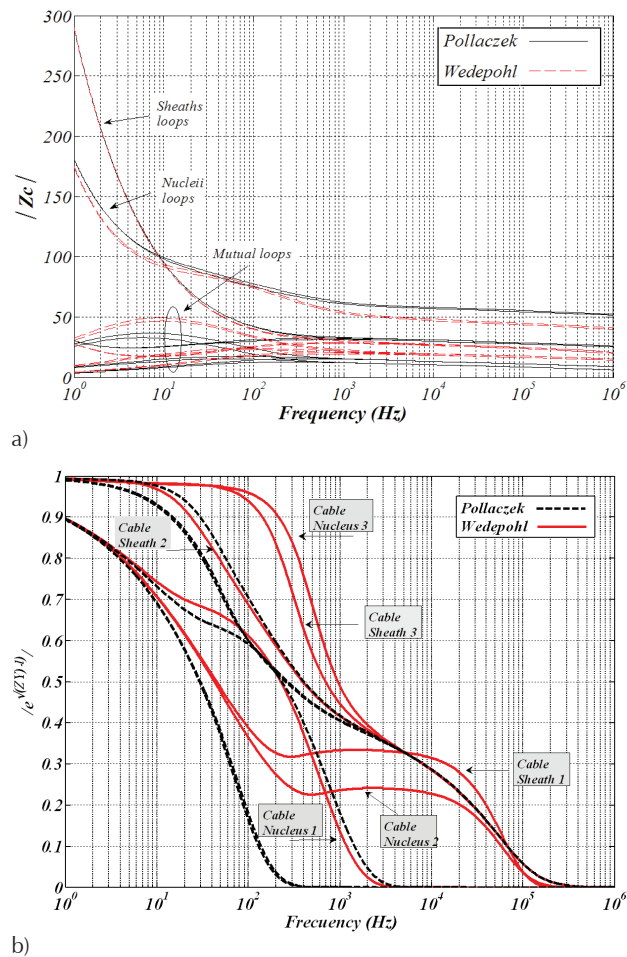 300
250
200
150
100
50
0
| Zc |
Pollaczek
Wedepohl
Sheaths
loops
Nucleii
loops
Mutual loops
10^0 10^1 10^2 10^3 10^4 10^5 10^6
Frequency (Hz)
a)
1
0.9
0.8
0.7
0.6
0.5
0.4
0.3
0.2
0.1
0
Pollaczek
Wedepohl
Cable
Nucleus 3
Cable
Sheath 2
Cable
Sheath 3
Cable
Sheath 1
Cable
Nucleus 1
Cable
Nucleus 2
10^0 10^1 10^2 10^3 10^4 10^5 10^6
Frecuency (Hz)
b)